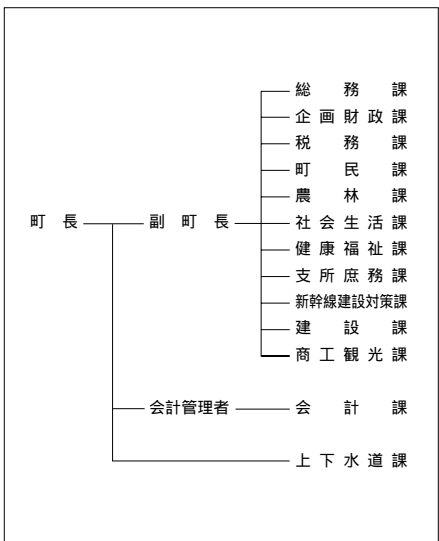 総務課
企画財政課
税務課
町民課
農林課
町長 副町長 社会生活課
健康福祉課
支所庶務課
新幹線建設対策課
建設課
商工観光課
会計管理者 会計課
上下水道課